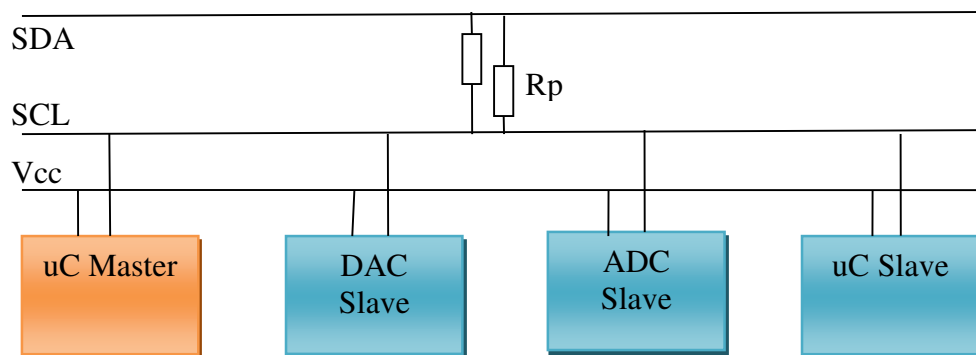 SDA
Rp
SCL
Vcc
uC Master
DAC
Slave
ADC
Slave
uC Slave